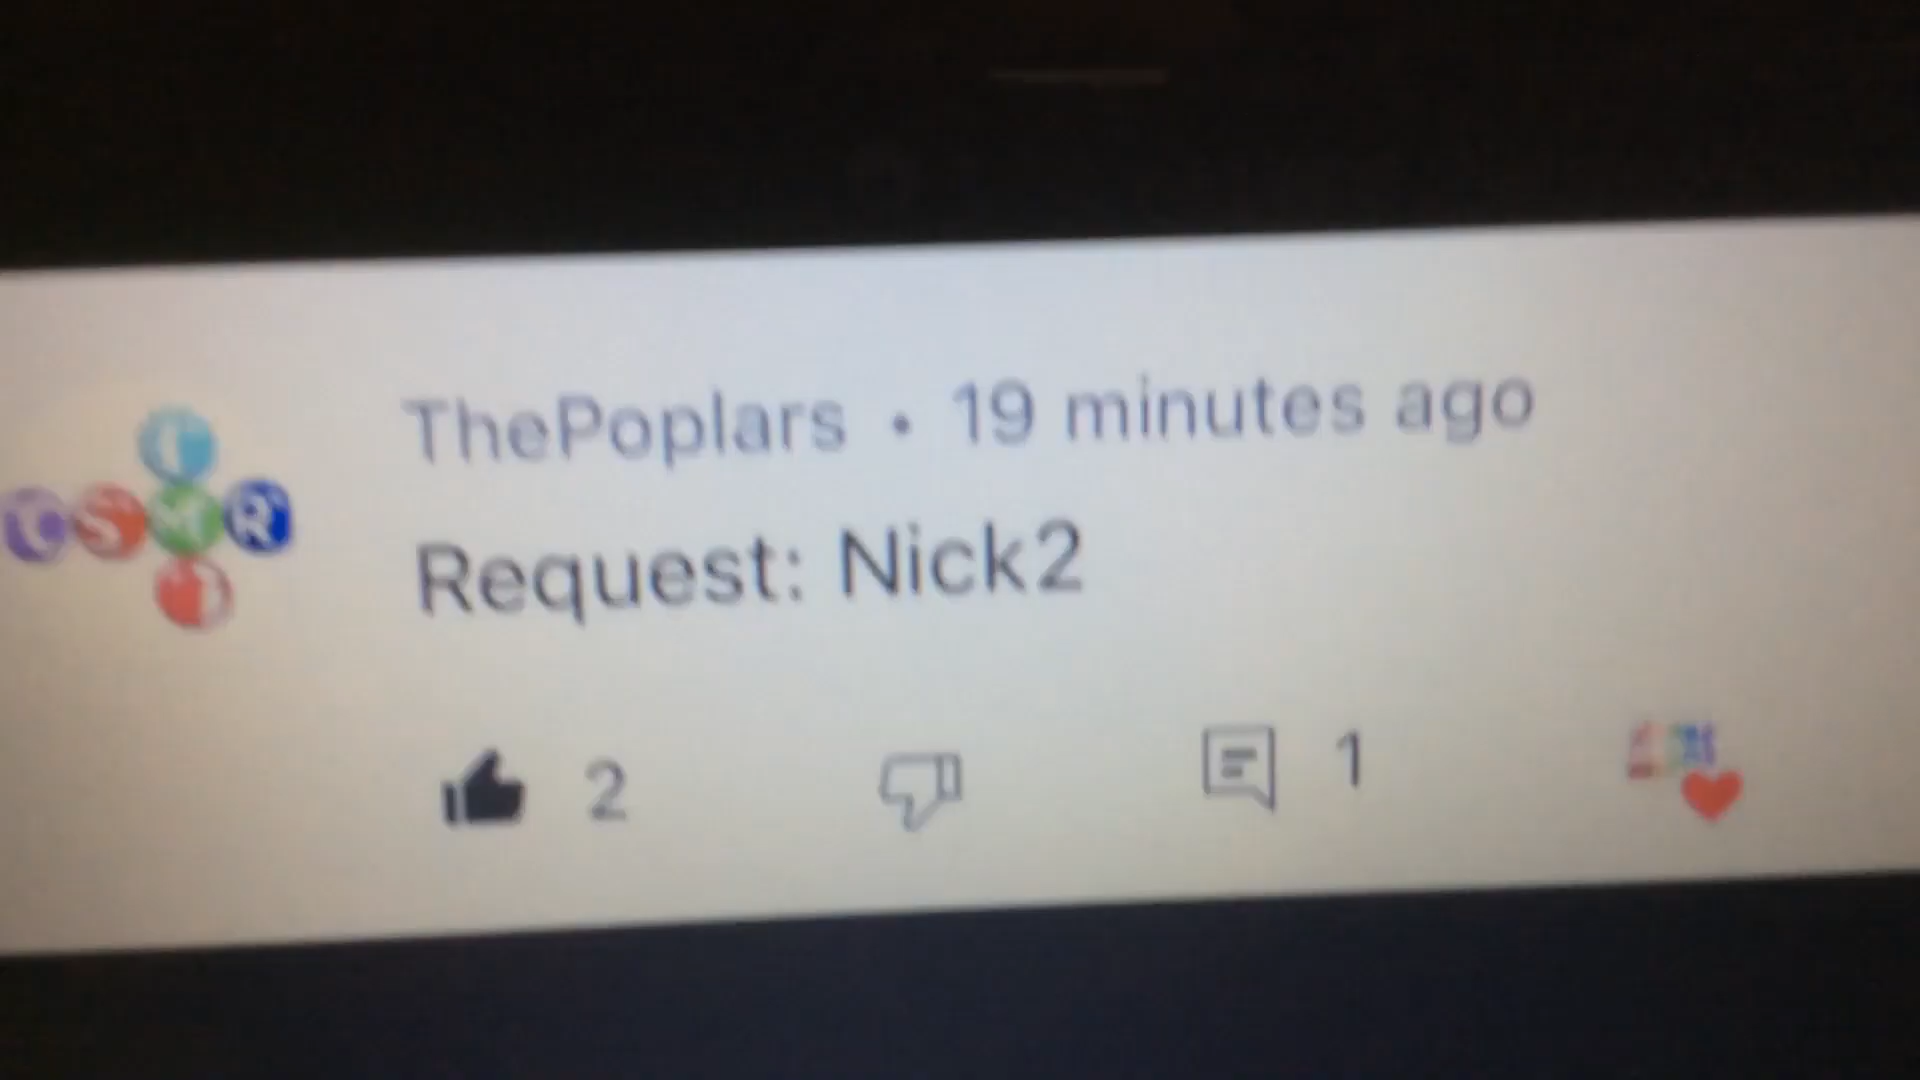 ThePoplars • 19 minutes ago
Request: Nick2
2
1
C S M R